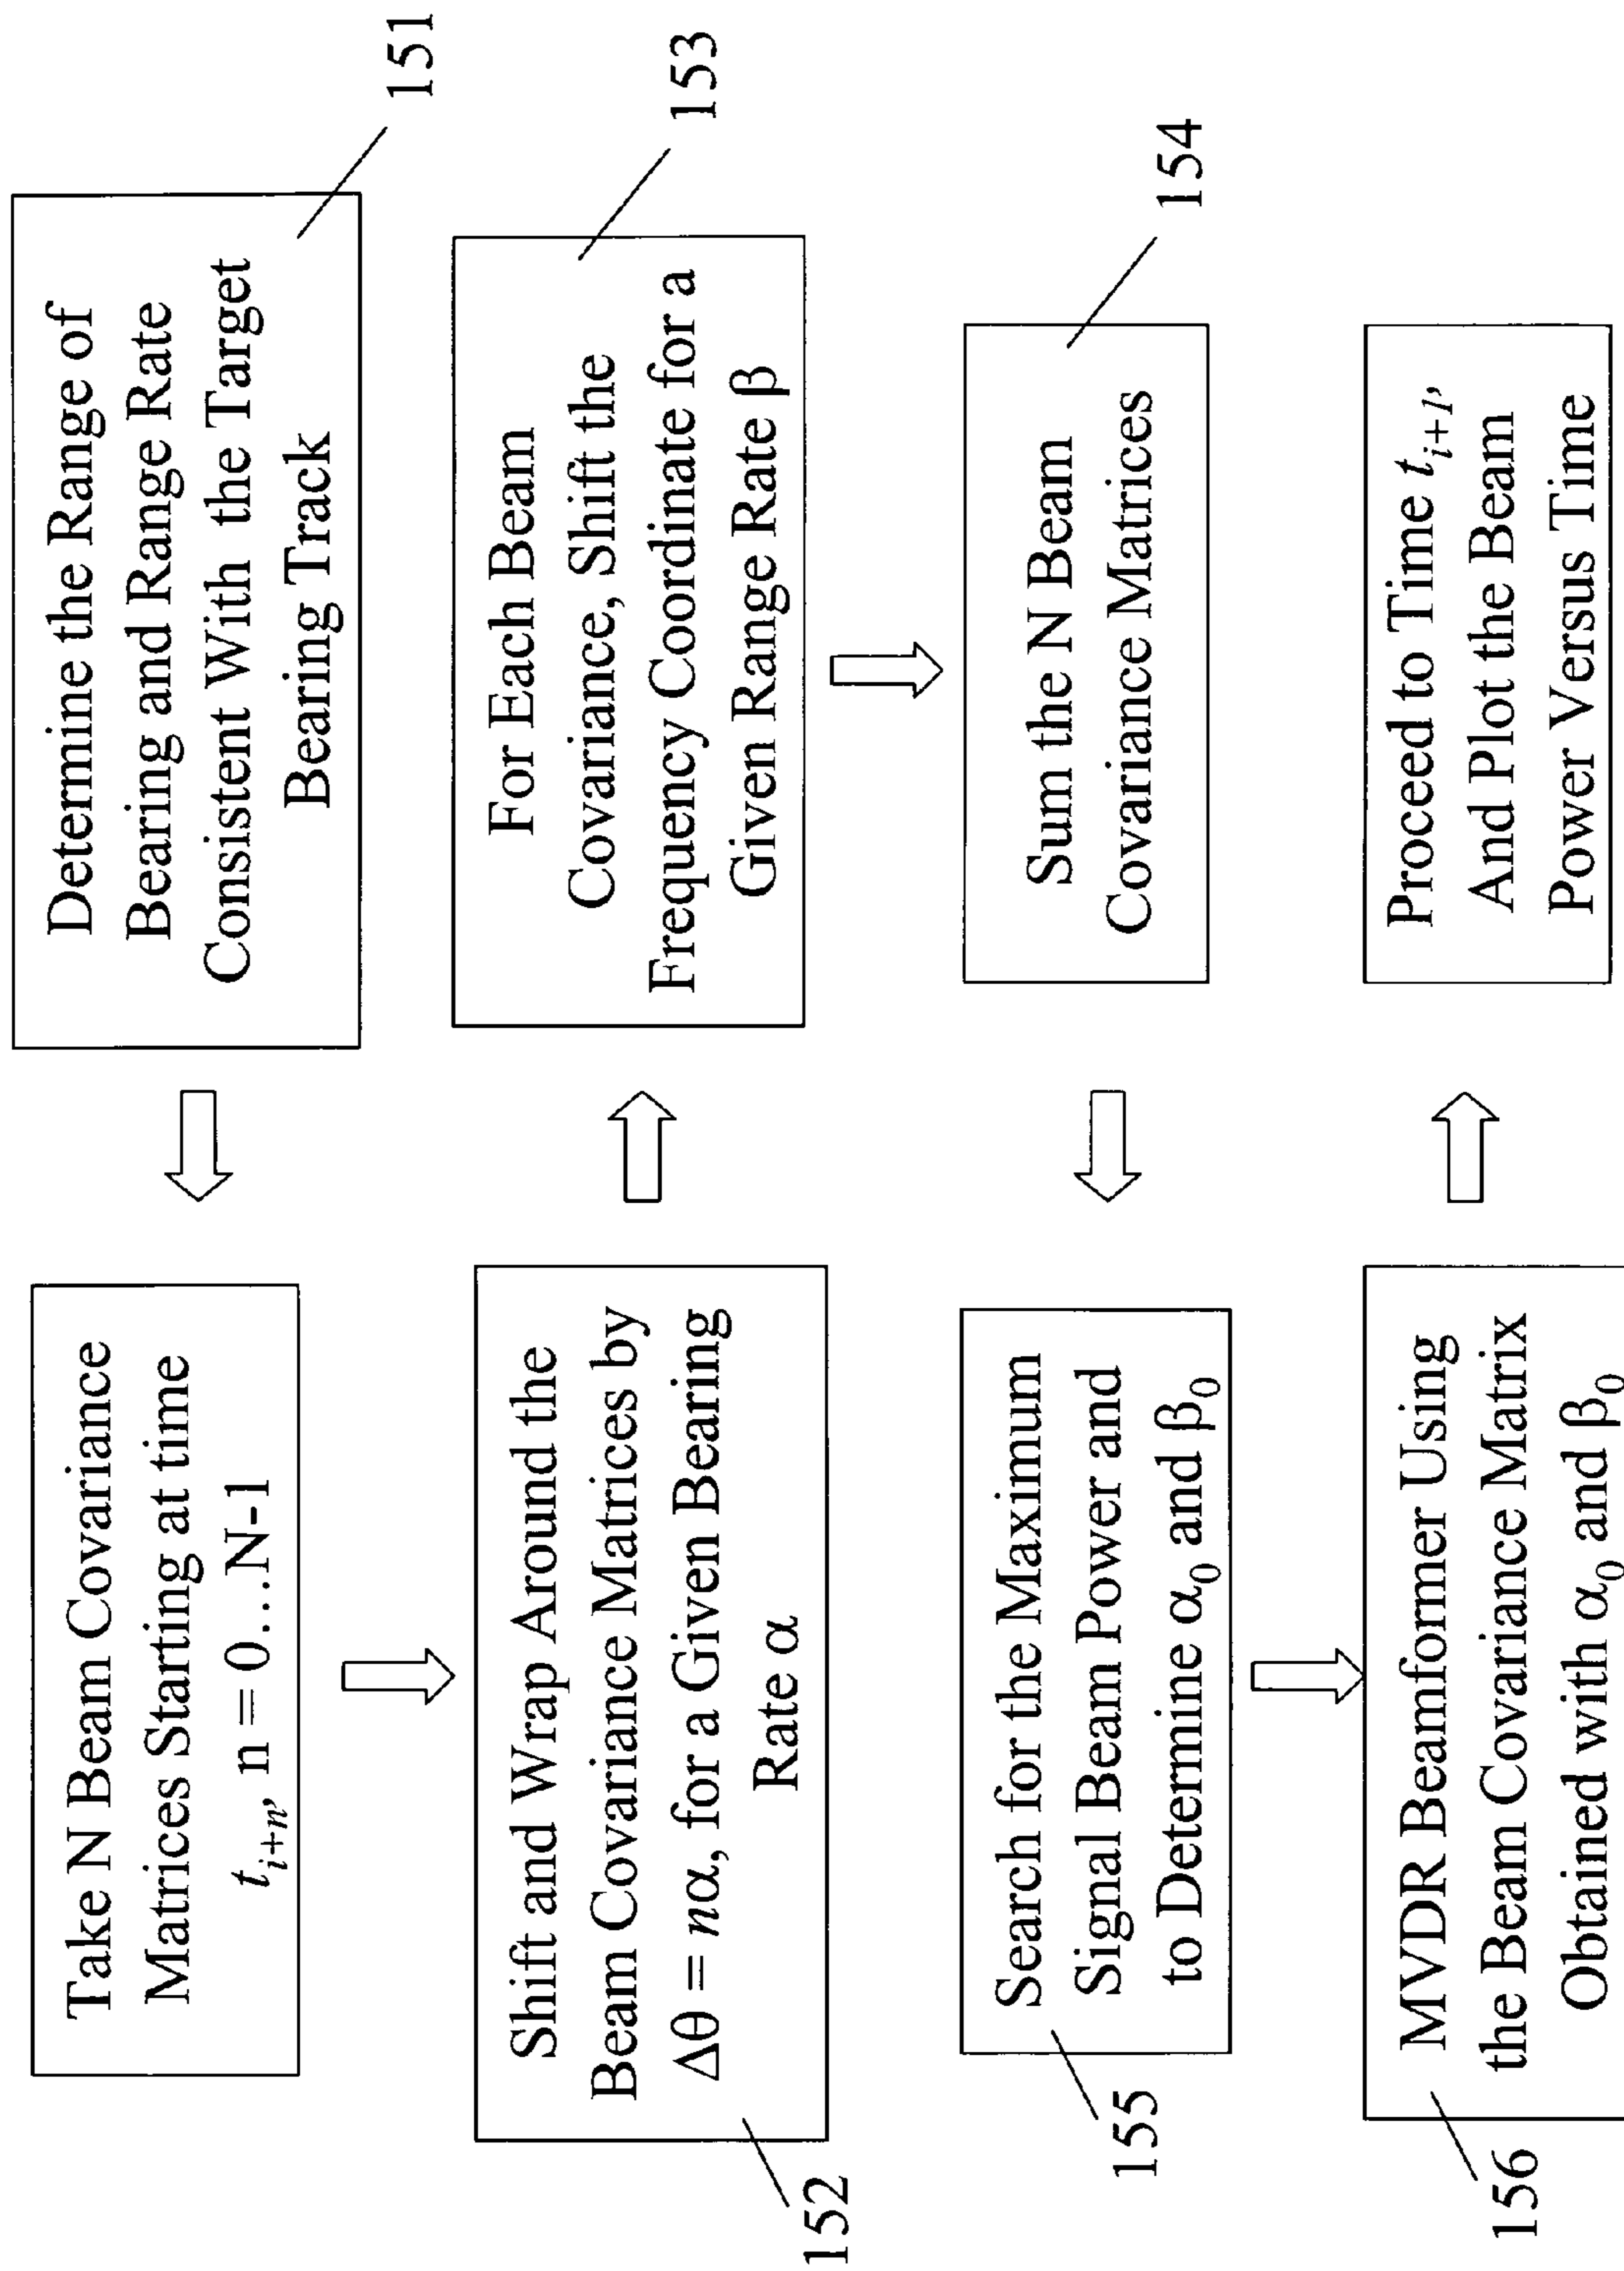 Determine the Range of
Bearing and Range Rate
Consistent With the Target
Bearing Track
151
Take N Beam Covariance
Matrices Starting at time
t_{i+n}, n = 0...N-1
Shift and Wrap Around the
Beam Covariance Matrices by
Δθ = nα, for a Given Bearing
Rate α
152
For Each Beam
Covariance, Shift the
Frequency Coordinate for a
Given Range Rate β
153
Sum the N Beam
Covariance Matrices
154
Search for the Maximum
Signal Beam Power and
to Determine α₀ and β₀
155
MVDR Beamformer Using
the Beam Covariance Matrix
Obtained with α₀ and β₀
156
Proceed to Time t_{i+1},
And Plot the Beam
Power Versus Time